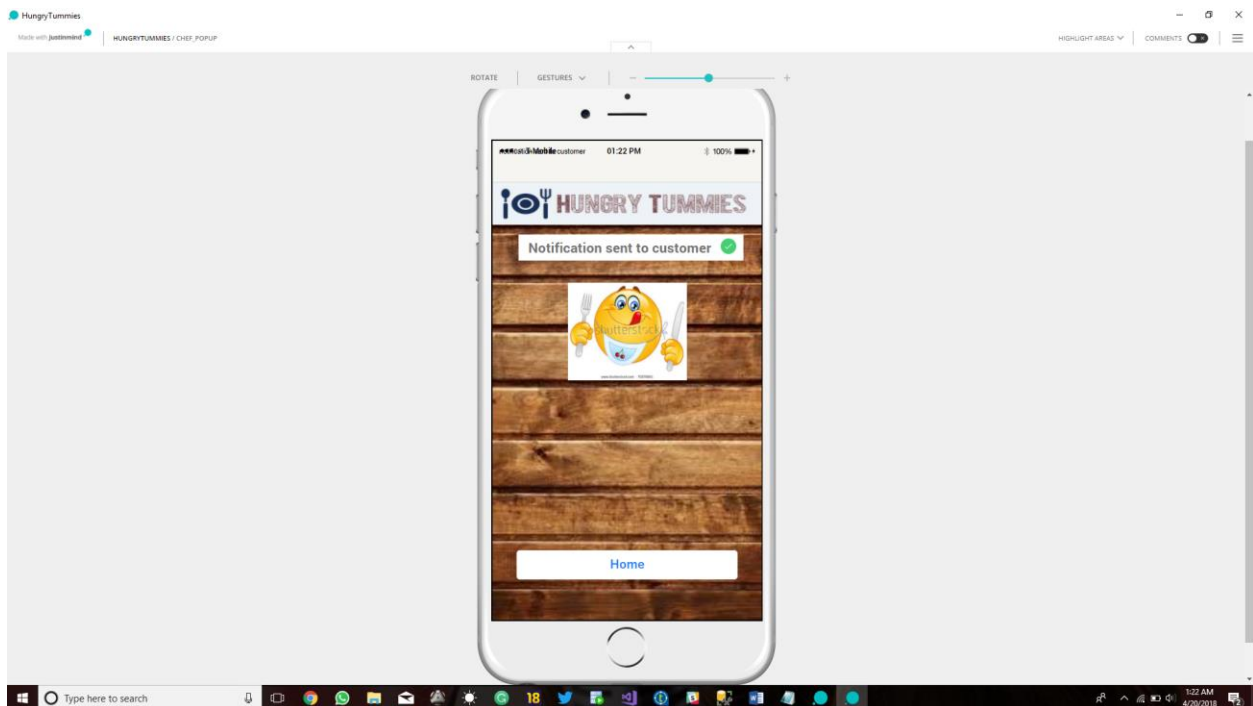 HungryTummies
Made with justinmind HUNGRYTUMMIES / CHEF_POPUP
HIGHLIGHT AREAS COMMENTS
ROTATE GESTURES
customer 01:22 PM 100%
HUNGRY TUMMIES
Notification sent to customer
shutterstock
Home
Type here to search
18
1:22 AM
4/20/2018